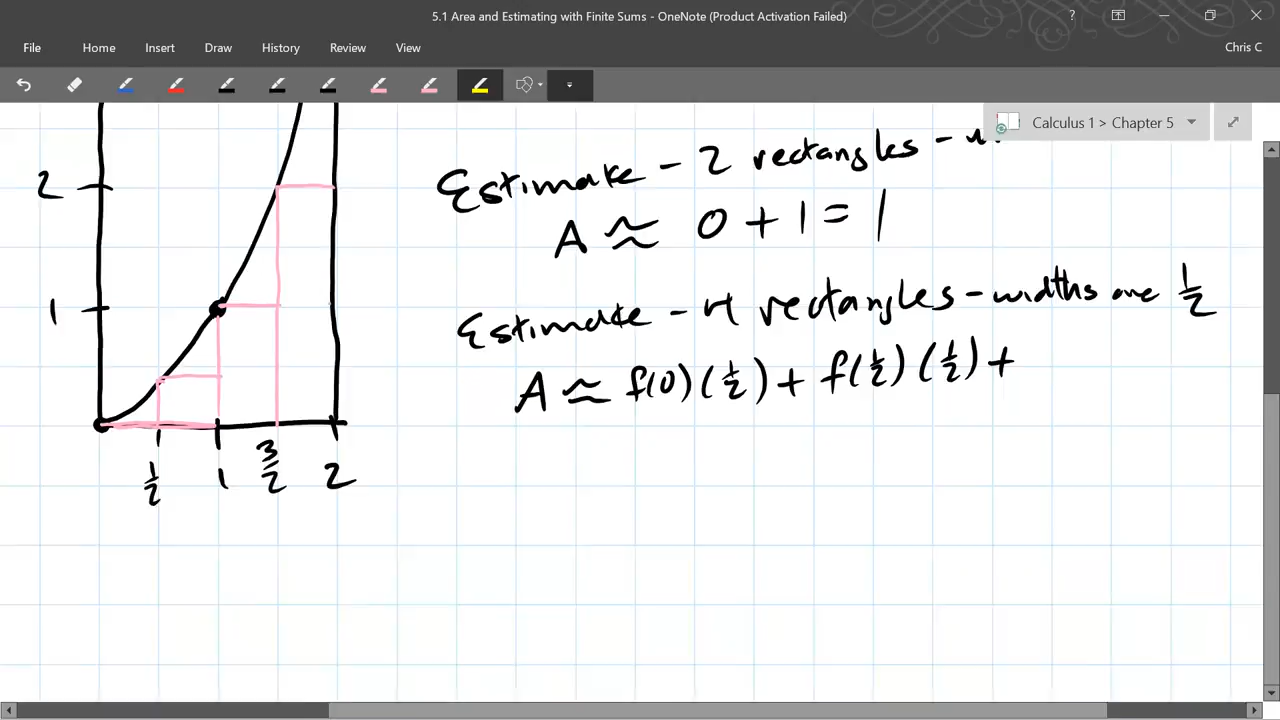 5.1 Area and Estimating with Finite Sums - OneNote (Product Activation Failed)
?
File Home Insert Draw History Review View Chris C
Calculus 1 > Chapter 5
Estimate - 2 rectangles -
A ≈ 0 + 1 = 1
Estimate - 4 rectangles - widths are 1/2
A ≈ f(0)(1/2) + f(1/2)(1/2) +
2
1
1/2 1 3/2 2